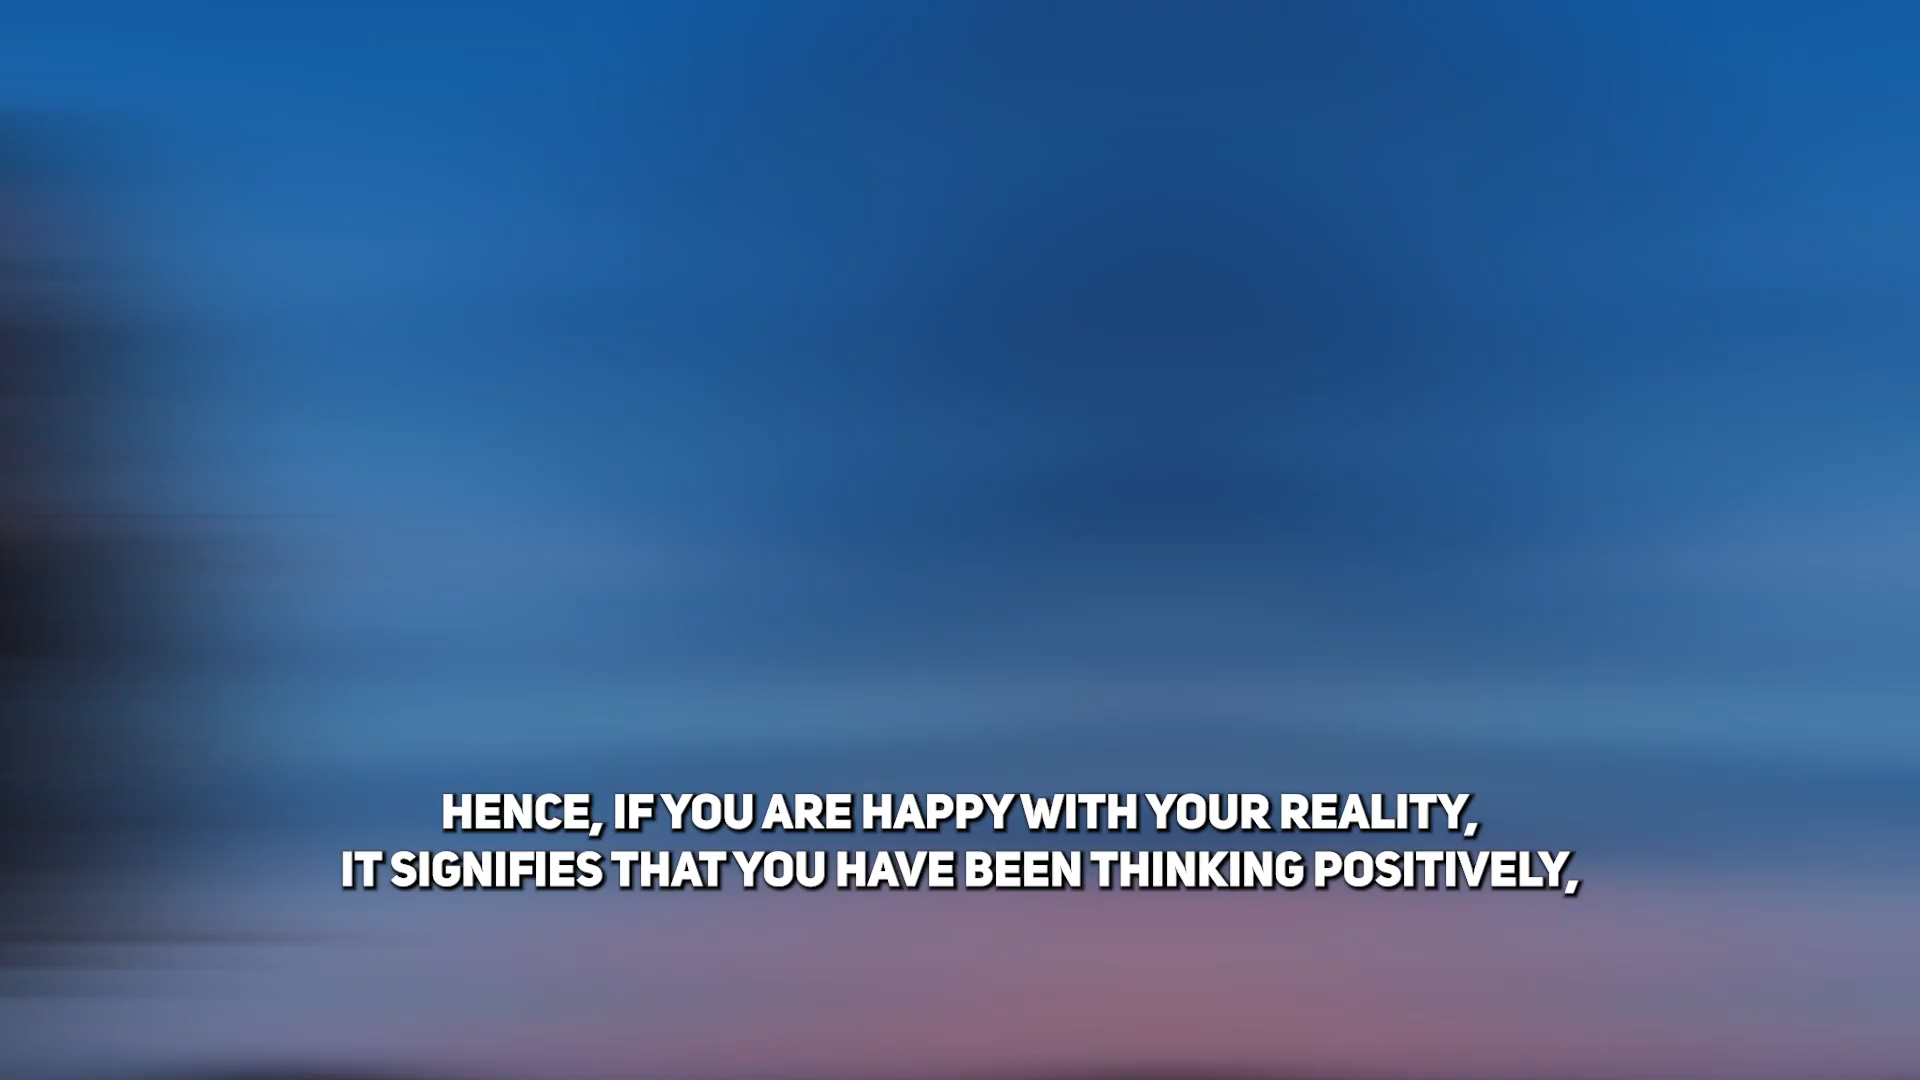 HENCE, IF YOU ARE HAPPY WITH YOUR REALITY,
IT SIGNIFIES THAT YOU HAVE BEEN THINKING POSITIVELY,